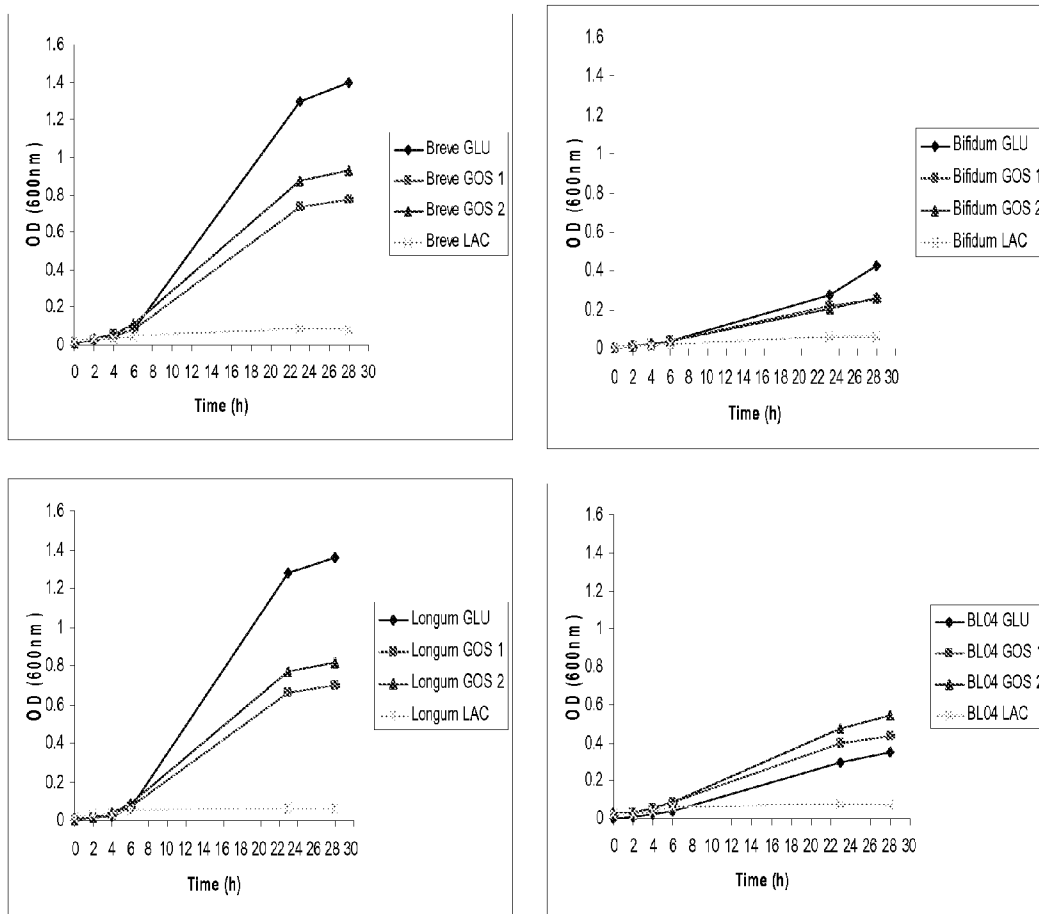 1.6
1.4
1.2
1
0.8
0.6
0.4
0.2
0
OD (600nm)
0 2 4 6 8 10 12 14 16 18 20 22 24 26 28 30
Time (h)
Breve GLU
Breve GOS 1
Breve GOS 2
Breve LAC
1.6
1.4
1.2
1
0.8
0.6
0.4
0.2
0
OD (600nm)
0 2 4 6 8 10 12 14 16 18 20 22 24 26 28 30
Time (h)
Bifidum GLU
Bifidum GOS 1
Bifidum GOS 2
Bifidum LAC
1.6
1.4
1.2
1
0.8
0.6
0.4
0.2
0
OD (600nm)
0 2 4 6 8 10 12 14 16 18 20 22 24 26 28 30
Time (h)
Longum GLU
Longum GOS 1
Longum GOS 2
Longum LAC
1.6
1.4
1.2
1
0.8
0.6
0.4
0.2
0
OD (600nm)
0 2 4 6 8 10 12 14 16 18 20 22 24 26 28 30
Time (h)
BL04 GLU
BL04 GOS 1
BL04 GOS 2
BL04 LAC